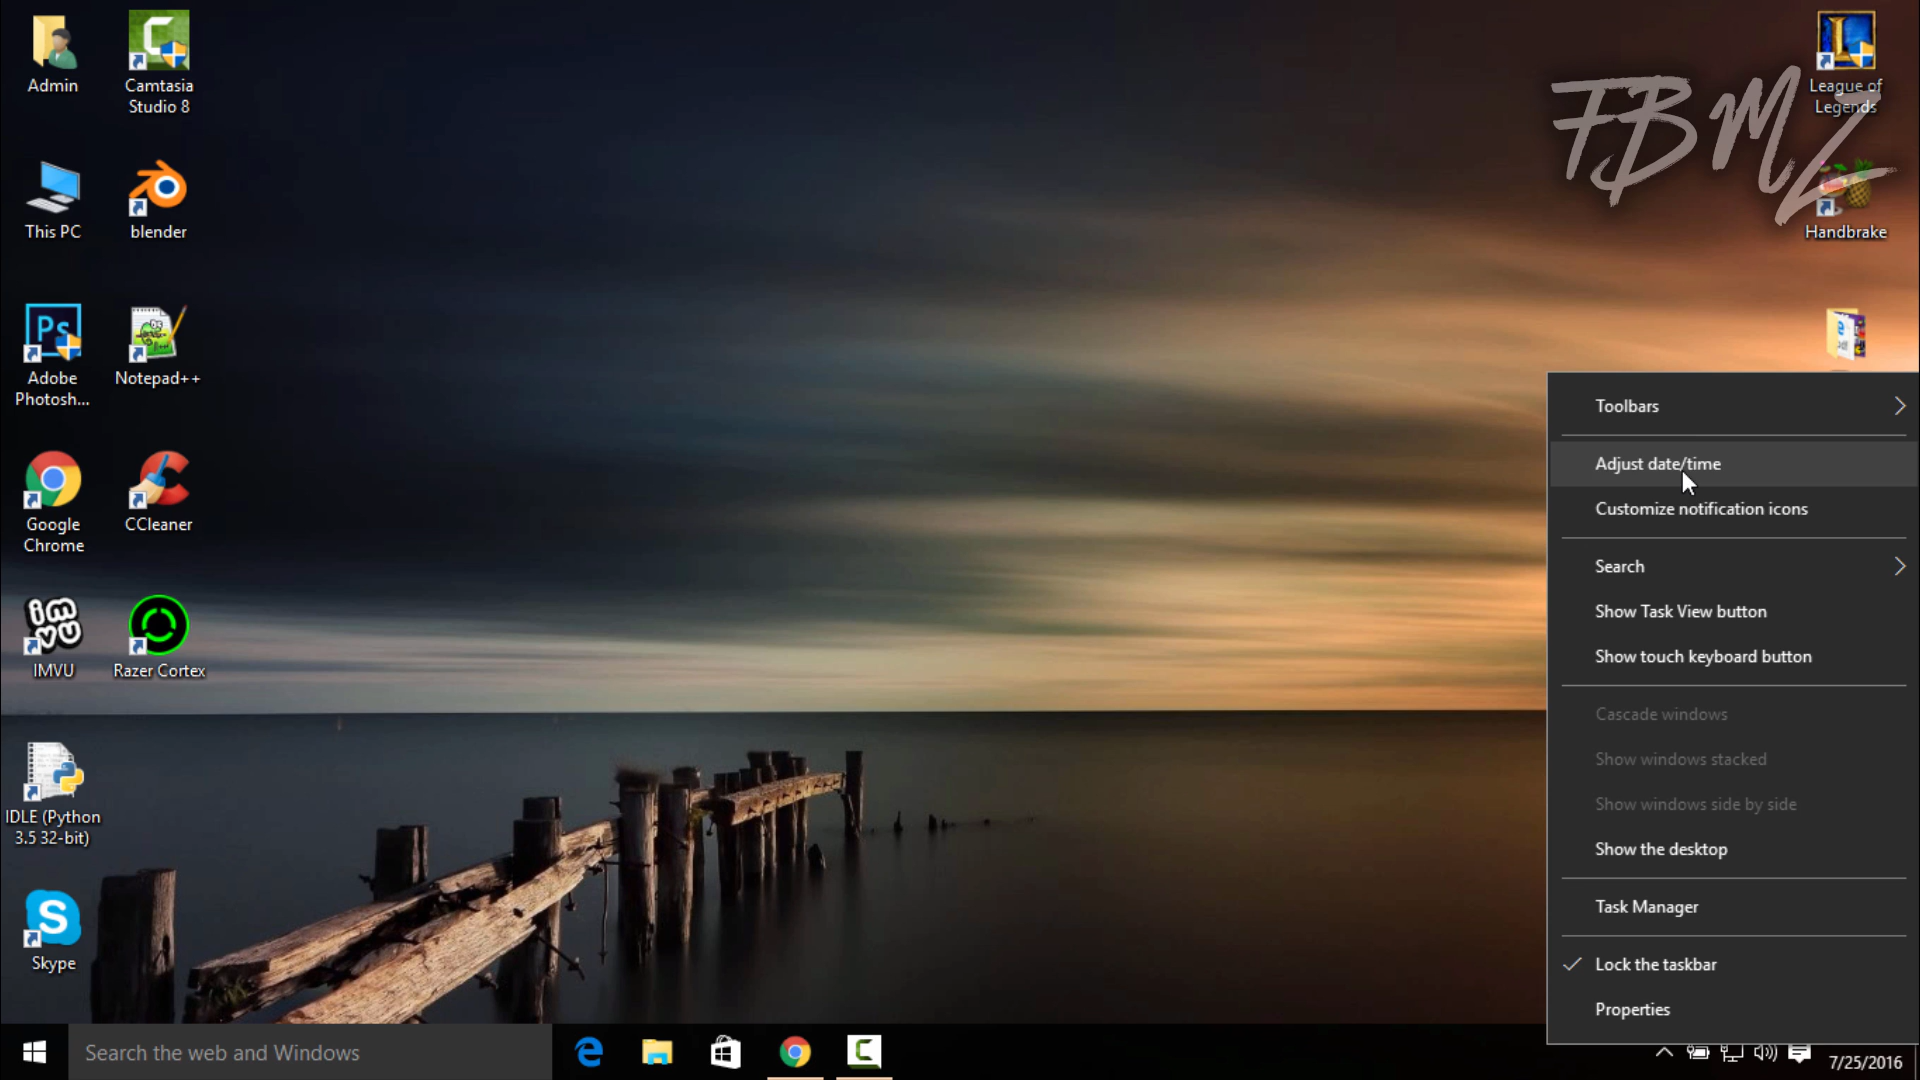 Admin
Camtasia
Studio 8
This PC
blender
Adobe
Photosh...
Notepad++
Google
Chrome
CCleaner
IMVU
Razer Cortex
IDLE (Python
3.5 32-bit)
Skype
League of
Legends
FBMZ
Handbrake
Toolbars
Adjust date/time
Customize notification icons
Search
Show Task View button
Show touch keyboard button
Cascade windows
Show windows stacked
Show windows side by side
Show the desktop
Task Manager
Lock the taskbar
Properties
Search the web and Windows
7/25/2016